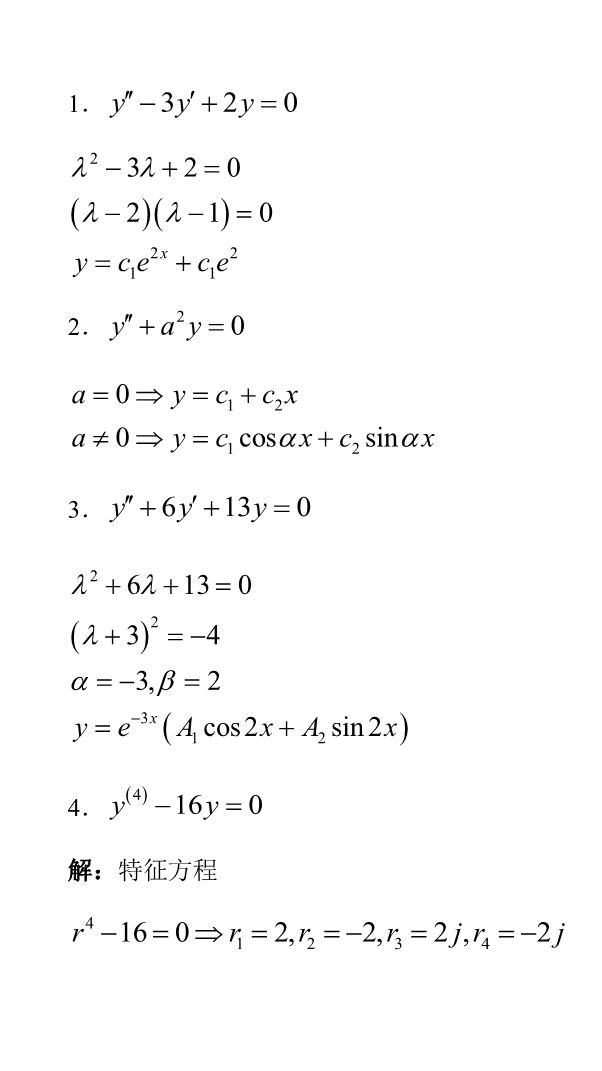 1. y″ − 3y′ + 2y = 0
λ² − 3λ + 2 = 0
(λ − 2)(λ − 1) = 0
y = c₁e²ˣ + c₁e²
2. y″ + a²y = 0
a = 0 ⇒ y = c₁ + c₂x
a ≠ 0 ⇒ y = c₁ cos αx + c₂ sin αx
3. y″ + 6y′ + 13y = 0
λ² + 6λ + 13 = 0
(λ + 3)² = −4
α = −3, β = 2
y = e⁻³ˣ (A₁ cos 2x + A₂ sin 2x)
4. y⁽⁴⁾ − 16y = 0
解：特征方程
r⁴ − 16 = 0 ⇒ r₁ = 2, r₂ = −2, r₃ = 2j, r₄ = −2j